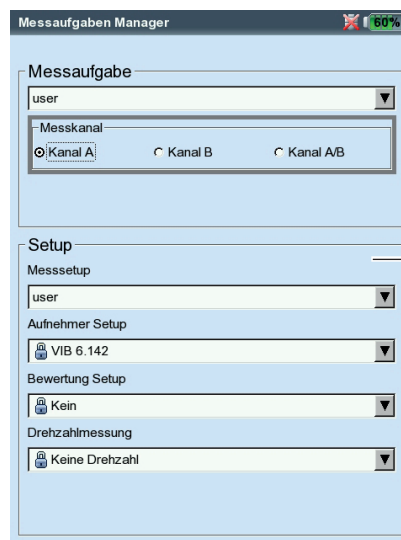 Messaufgaben Manager 60%
Messaufgabe
user
Messkanal
Kanal A Kanal B Kanal A/B
Setup
Messsetup
user
Aufnehmer Setup
VIB 6.142
Bewertung Setup
Kein
Drehzahlmessung
Keine Drehzahl